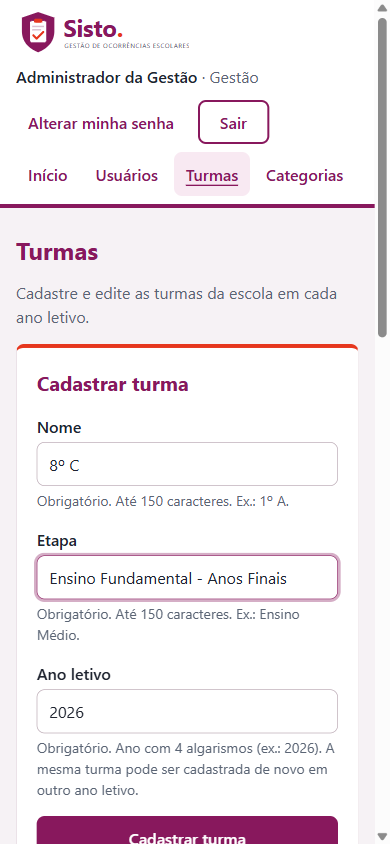 Sisto.
GESTÃO DE OCORRÊNCIAS ESCOLARES
Administrador da Gestão · Gestão
Alterar minha senha
Sair
Início
Usuários
Turmas
Categorias
Turmas
Cadastre e edite as turmas da escola em cada
ano letivo.
Cadastrar turma
Nome
8º C
Obrigatório. Até 150 caracteres. Ex.: 1º A.
Etapa
Ensino Fundamental - Anos Finais
Obrigatório. Até 150 caracteres. Ex.: Ensino
Médio.
Ano letivo
2026
Obrigatório. Ano com 4 algarismos (ex.: 2026). A
mesma turma pode ser cadastrada de novo em
outro ano letivo.
Cadastrar turma